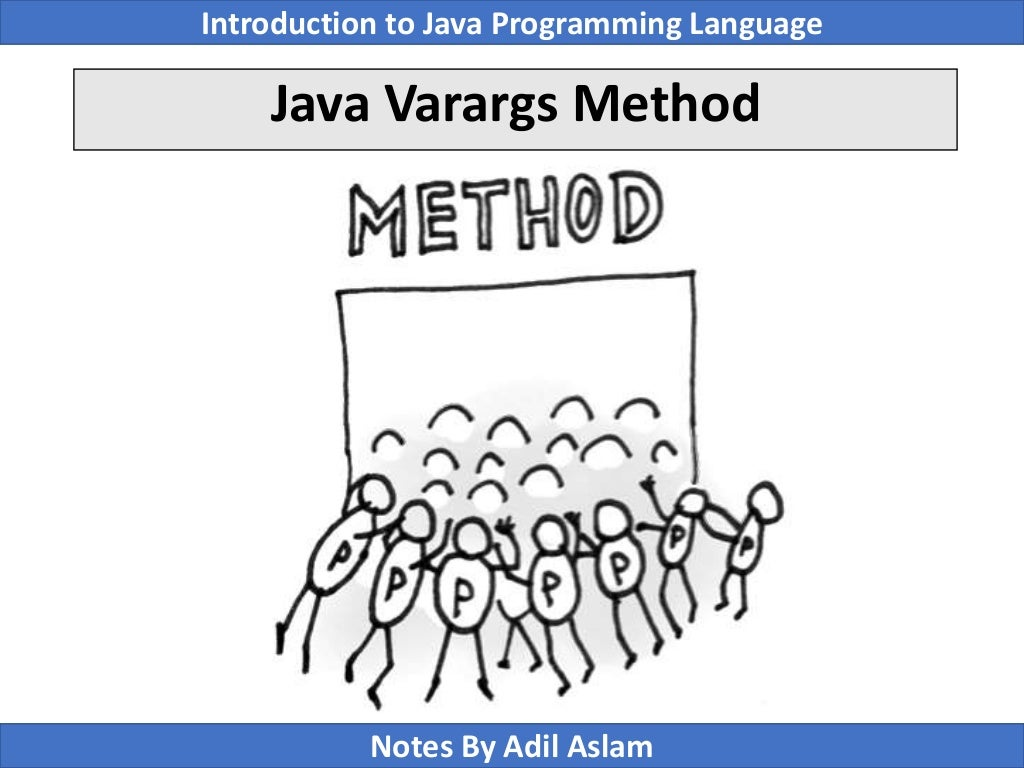 Introduction to Java Programming Language
Java Varargs Method
METHOD
P P P P P P P
Notes By Adil Aslam